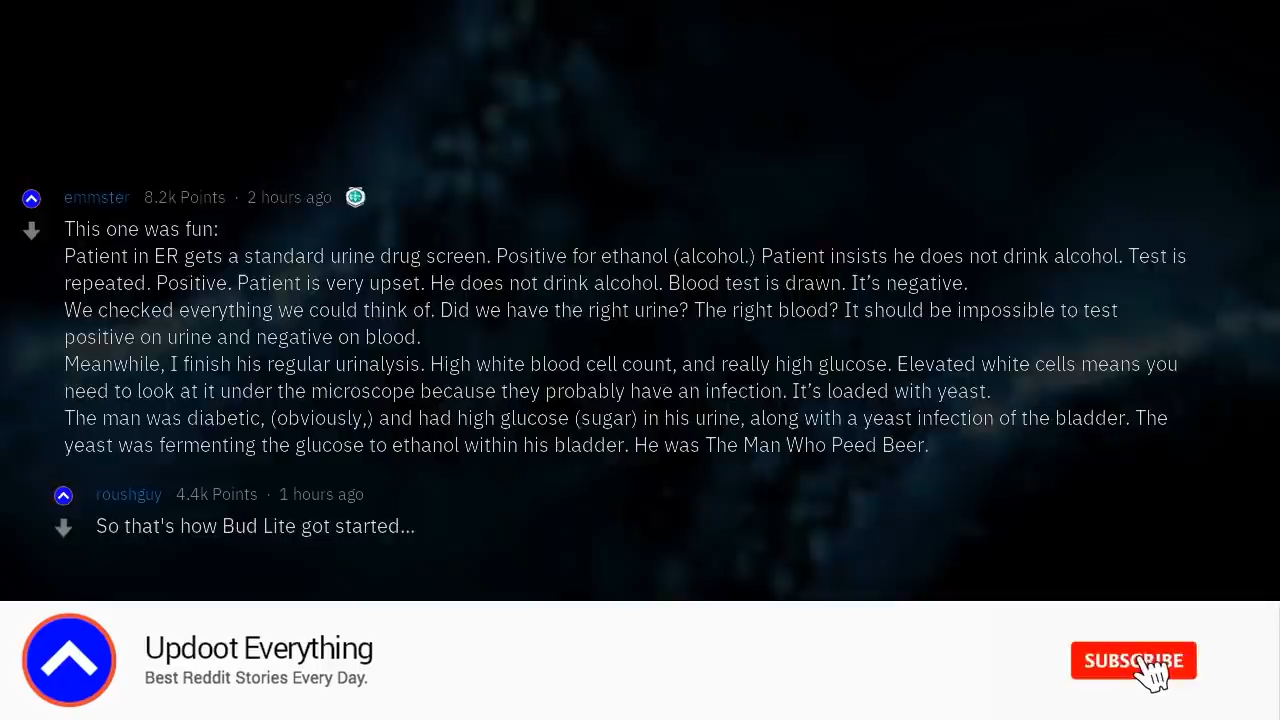 emmster 8.2k Points · 2 hours ago
This one was fun:
Patient in ER gets a standard urine drug screen. Positive for ethanol (alcohol.) Patient insists he does not drink alcohol. Test is
repeated. Positive. Patient is very upset. He does not drink alcohol. Blood test is drawn. It’s negative.
We checked everything we could think of. Did we have the right urine? The right blood? It should be impossible to test
positive on urine and negative on blood.
Meanwhile, I finish his regular urinalysis. High white blood cell count, and really high glucose. Elevated white cells means you
need to look at it under the microscope because they probably have an infection. It’s loaded with yeast.
The man was diabetic, (obviously,) and had high glucose (sugar) in his urine, along with a yeast infection of the bladder. The
yeast was fermenting the glucose to ethanol within his bladder. He was The Man Who Peed Beer.
roushguy 4.4k Points · 1 hours ago
So that's how Bud Lite got started...
Updoot Everything
Best Reddit Stories Every Day.
SUBSCRIBE